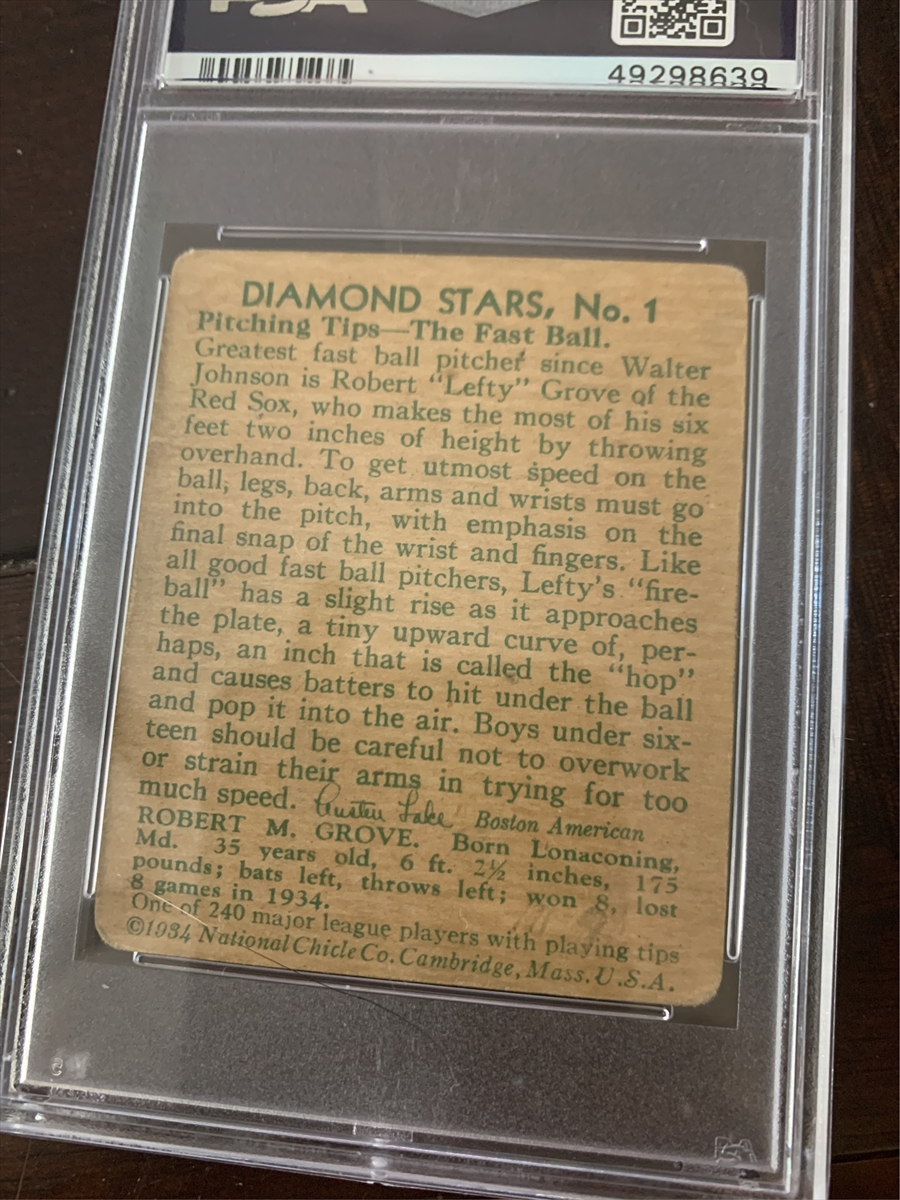 PSA
49298639
DIAMOND STARS, No. 1
Pitching Tips—The Fast Ball.
Greatest fast ball pitcher since Walter
Johnson is Robert "Lefty" Grove of the
Red Sox, who makes the most of his six
feet two inches of height by throwing
overhand. To get utmost speed on the
ball, legs, back, arms and wrists must go
into the pitch, with emphasis on the
final snap of the wrist and fingers. Like
all good fast ball pitchers, Lefty's "fire-
ball" has a slight rise as it approaches
the plate, a tiny upward curve of, per-
haps, an inch that is called the "hop"
and causes batters to hit under the ball
and pop it into the air. Boys under six-
teen should be careful not to overwork
or strain their arms in trying for too
much speed. Austen Lake Boston American
ROBERT M. GROVE. Born Lonaconing,
Md. 35 years old, 6 ft. 2½ inches, 175
pounds; bats left, throws left; won 8, lost
8 games in 1934.
One of 240 major league players with playing tips
©1934 National Chicle Co. Cambridge, Mass. U.S.A.
PSA